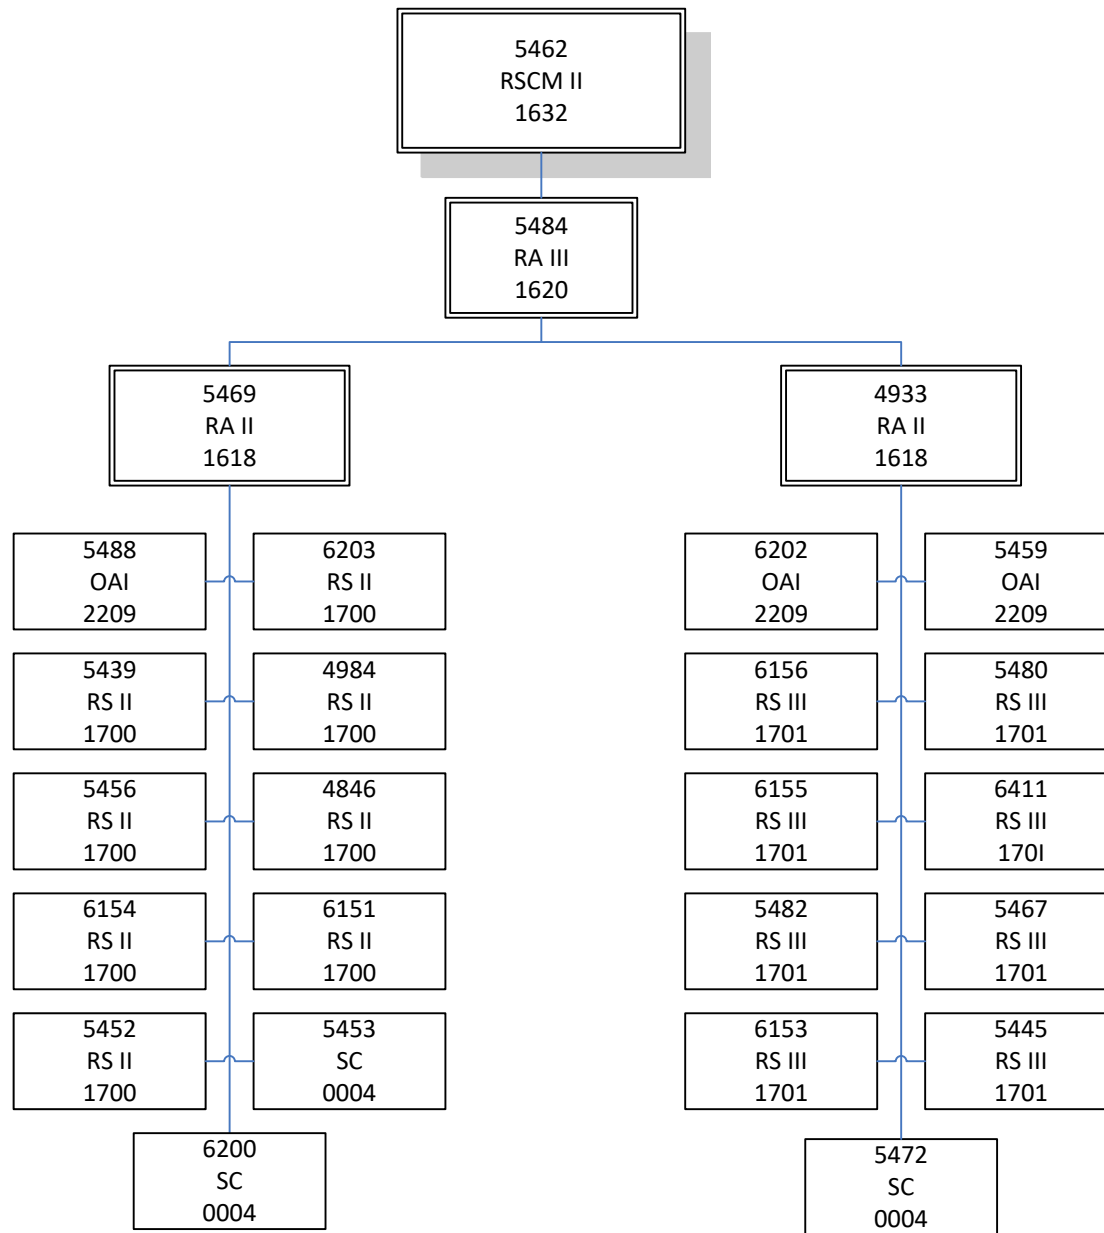 5462
RSCM II
1632
5484
RA III
1620
5469
RA II
1618
4933
RA II
1618
5488
OAI
2209
6203
RS II
1700
6202
OAI
2209
5459
OAI
2209
5439
RS II
1700
4984
RS II
1700
6156
RS III
1701
5480
RS III
1701
5456
RS II
1700
4846
RS II
1700
6155
RS III
1701
6411
RS III
170I
6154
RS II
1700
6151
RS II
1700
5482
RS III
1701
5467
RS III
1701
5452
RS II
1700
5453
SC
0004
6153
RS III
1701
5445
RS III
1701
6200
SC
0004
5472
SC
0004